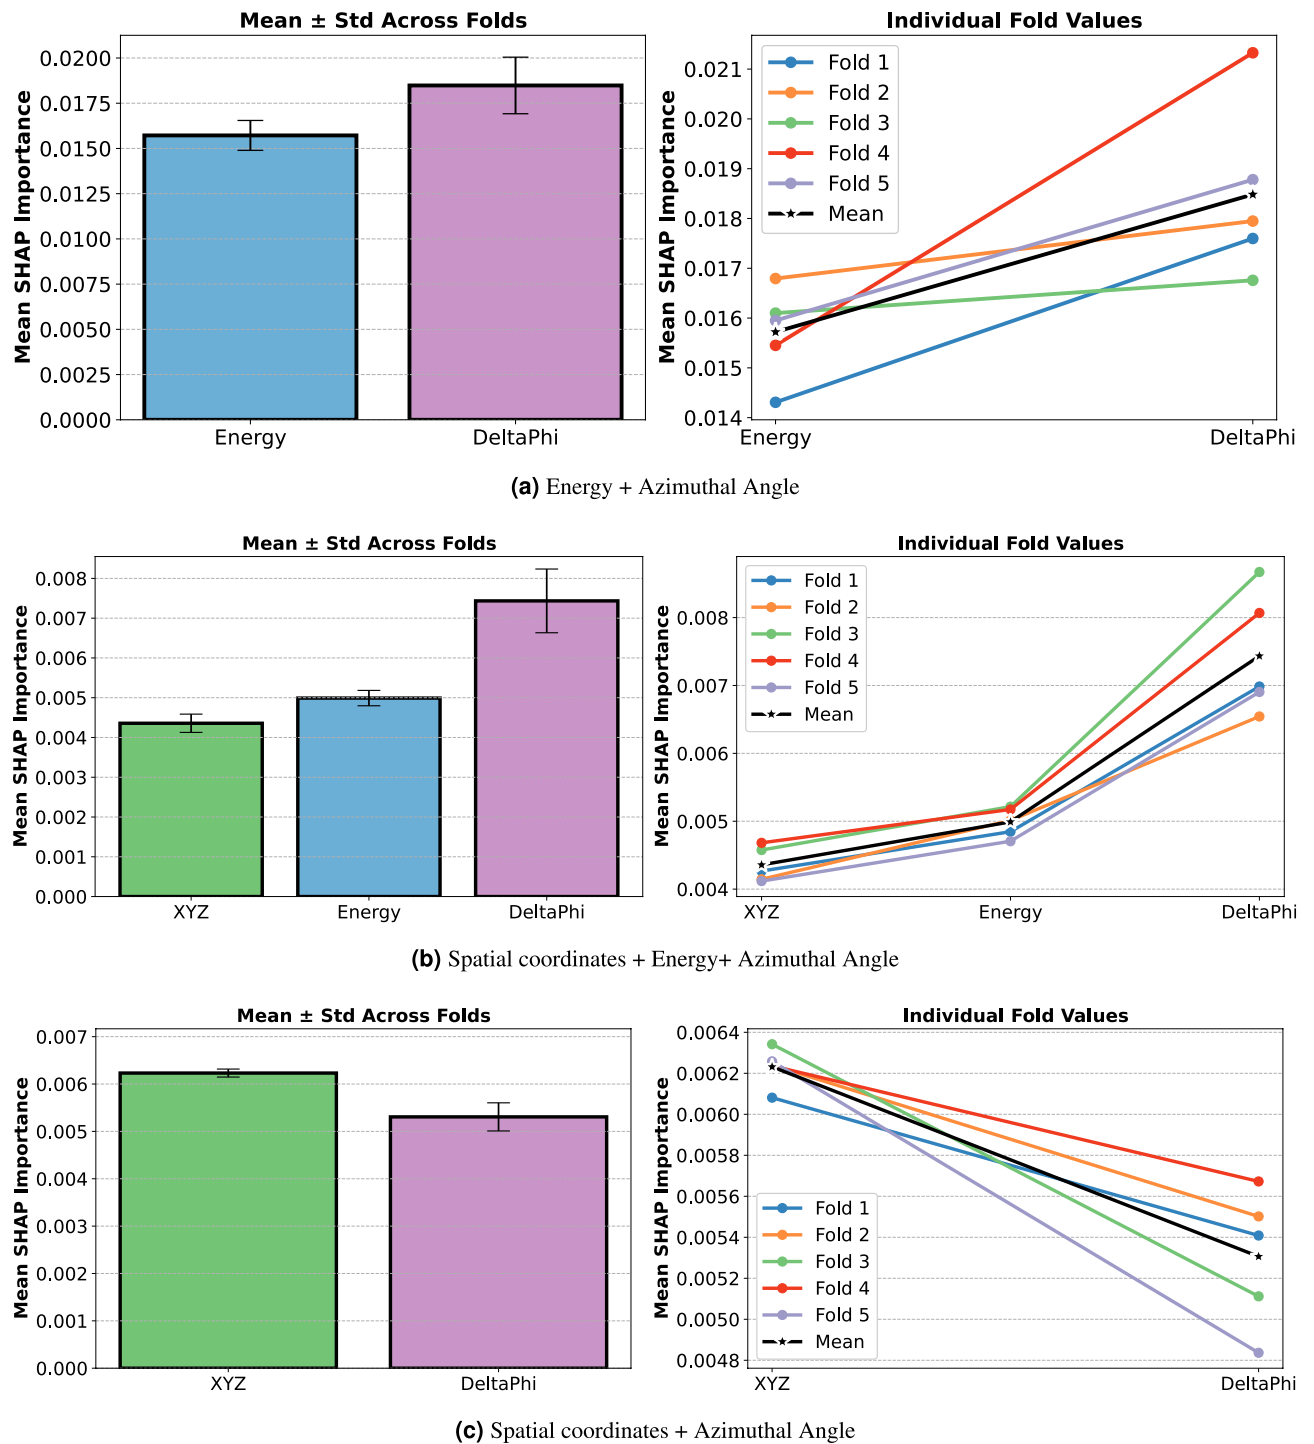 Mean ± Std Across Folds
Mean SHAP Importance
0.0200
0.0175
0.0150
0.0125
0.0100
0.0075
0.0050
0.0025
0.0000
Energy
DeltaPhi
Individual Fold Values
Mean SHAP Importance
0.021
0.020
0.019
0.018
0.017
0.016
0.015
0.014
Fold 1
Fold 2
Fold 3
Fold 4
Fold 5
Mean
Energy
DeltaPhi
(a) Energy + Azimuthal Angle
Mean ± Std Across Folds
Mean SHAP Importance
0.008
0.007
0.006
0.005
0.004
0.003
0.002
0.001
0.000
XYZ
Energy
DeltaPhi
Individual Fold Values
Mean SHAP Importance
0.008
0.007
0.006
0.005
0.004
Fold 1
Fold 2
Fold 3
Fold 4
Fold 5
Mean
XYZ
Energy
DeltaPhi
(b) Spatial coordinates + Energy+ Azimuthal Angle
Mean ± Std Across Folds
Mean SHAP Importance
0.007
0.006
0.005
0.004
0.003
0.002
0.001
0.000
XYZ
DeltaPhi
Individual Fold Values
Mean SHAP Importance
0.0064
0.0062
0.0060
0.0058
0.0056
0.0054
0.0052
0.0050
0.0048
Fold 1
Fold 2
Fold 3
Fold 4
Fold 5
Mean
XYZ
DeltaPhi
(c) Spatial coordinates + Azimuthal Angle